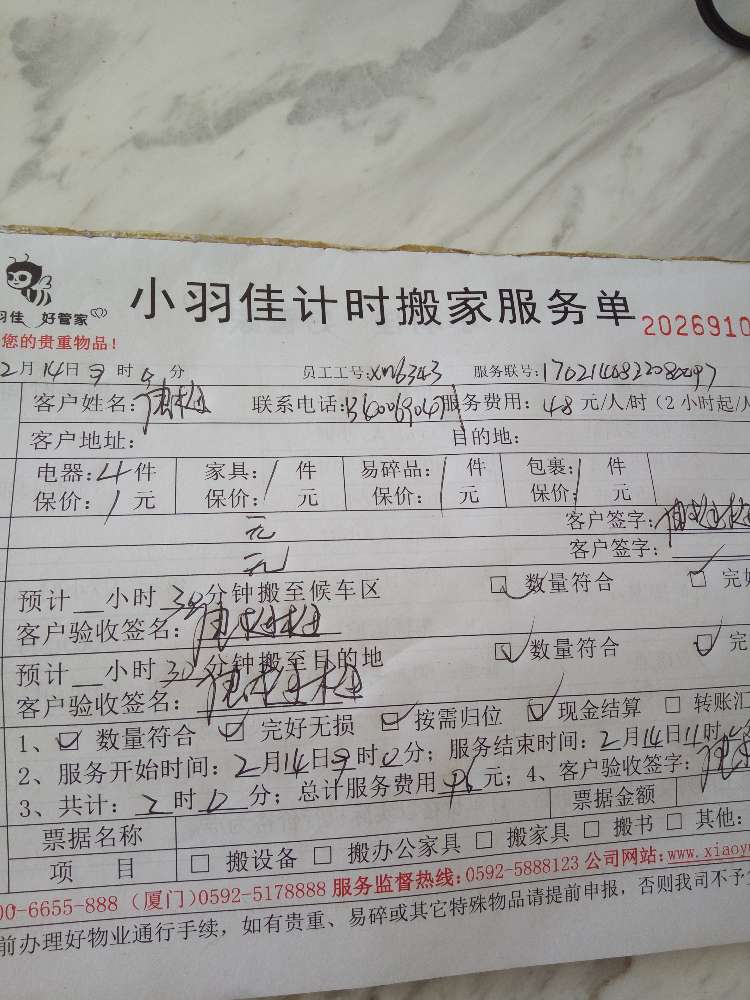 羽佳 好管家
小羽佳计时搬家服务单
2026910
您的贵重物品!
2月14日9时 分 员工工号:XM6343 服务联号:
客户姓名: 联系电话: 服务费用:48元/人/时(2小时起/
客户地址: 目的地:
电器:4件 家具:/件 易碎品:/件 包裹:/件
保价:/元 保价:/元 保价:/元 保价:/元
元 客户签字:
元 客户签字:
预计__小时30分钟搬至候车区 数量符合 完好
客户验收签名:
预计__小时30分钟搬至目的地 数量符合 完
客户验收签名:
1、数量符合 完好无损 按需归位 现金结算 转账汇
2、服务开始时间:2月14日9时0分;服务结束时间:2月14日11时
3、共计:2时0分;总计服务费用96元;4、客户验收签字:
票据名称 票据金额
项 目 □ 搬设备 □ 搬办公家具 □ 搬家具 □ 搬书 □ 其他:
00-6655-888(厦门)0592-5178888 服务监督热线:0592-5888123 公司网站:www.xiaoyu
前办理好物业通行手续,如有贵重、易碎或其它特殊物品请提前申报,否则我司不予